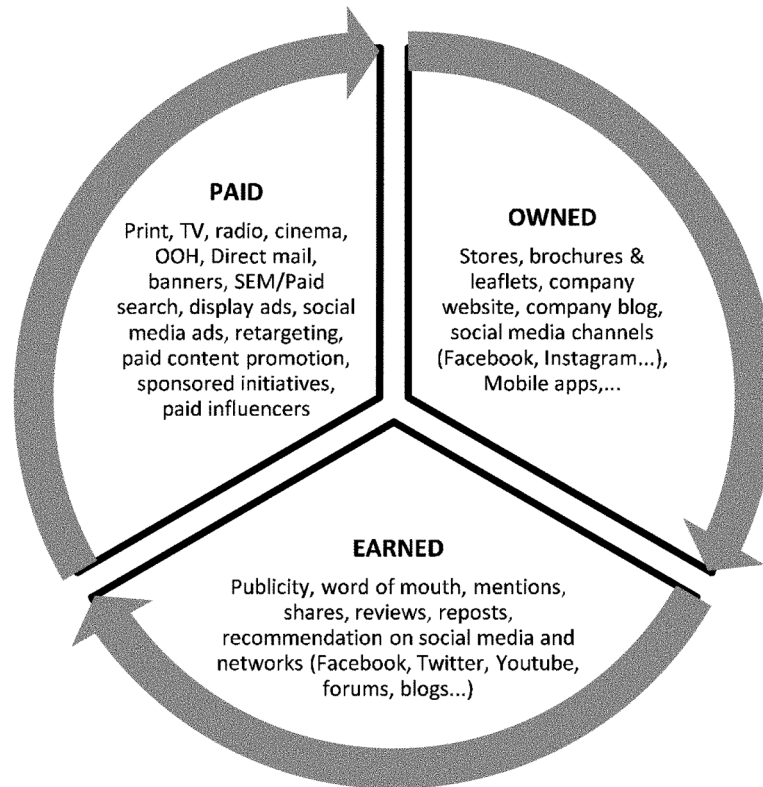 PAID
Print, TV, radio, cinema,
OOH, Direct mail,
banners, SEM/Paid
search, display ads, social
media ads, retargeting,
paid content promotion,
sponsored initiatives,
paid influencers
OWNED
Stores, brochures &
leaflets, company
website, company blog,
social media channels
(Facebook, Instagram...),
Mobile apps,...
EARNED
Publicity, word of mouth, mentions,
shares, reviews, reposts,
recommendation on social media and
networks (Facebook, Twitter, Youtube,
forums, blogs...)